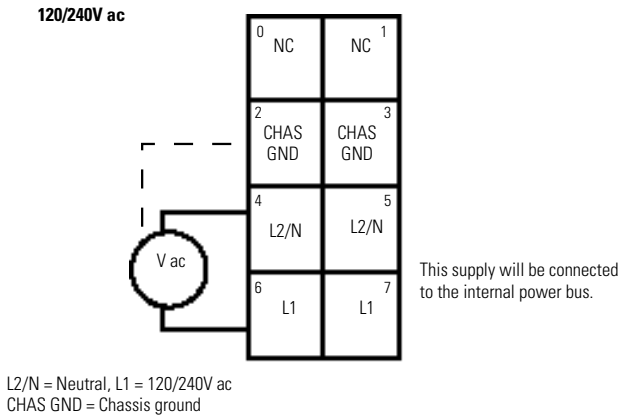 120/240V ac
0 NC NC 1
2 3
CHAS GND CHAS GND
4 5
L2/N L2/N
V ac
6 7
L1 L1
This supply will be connected
to the internal power bus.
L2/N = Neutral, L1 = 120/240V ac
CHAS GND = Chassis ground